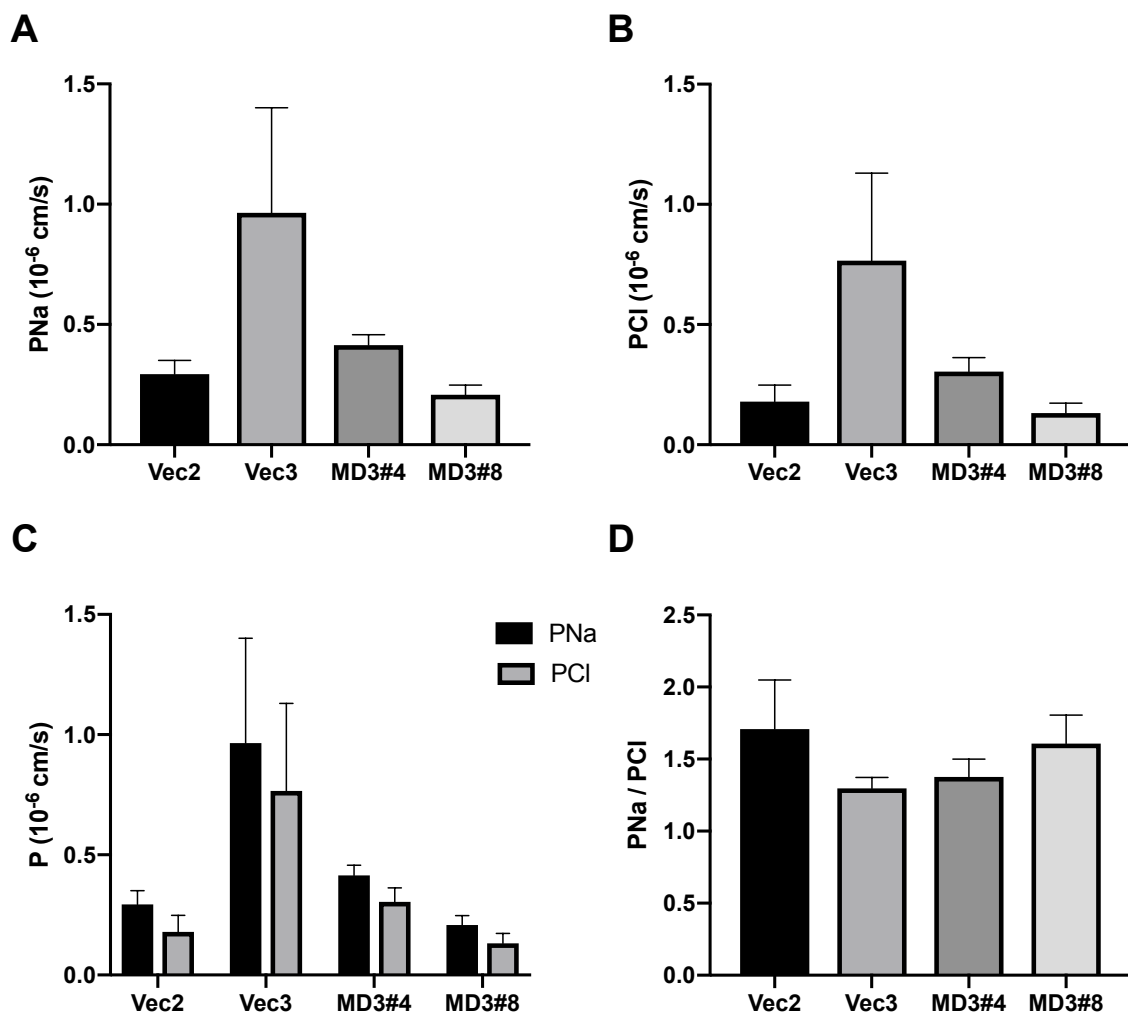 A
1.5
1.0
0.5
0.0
PNa (10⁻⁶ cm/s)
Vec2 Vec3 MD3#4 MD3#8
B
1.5
1.0
0.5
0.0
PCl (10⁻⁶ cm/s)
Vec2 Vec3 MD3#4 MD3#8
C
1.5
1.0
0.5
0.0
P (10⁻⁶ cm/s)
PNa
PCl
Vec2 Vec3 MD3#4 MD3#8
D
2.5
2.0
1.5
1.0
0.5
0.0
PNa / PCl
Vec2 Vec3 MD3#4 MD3#8